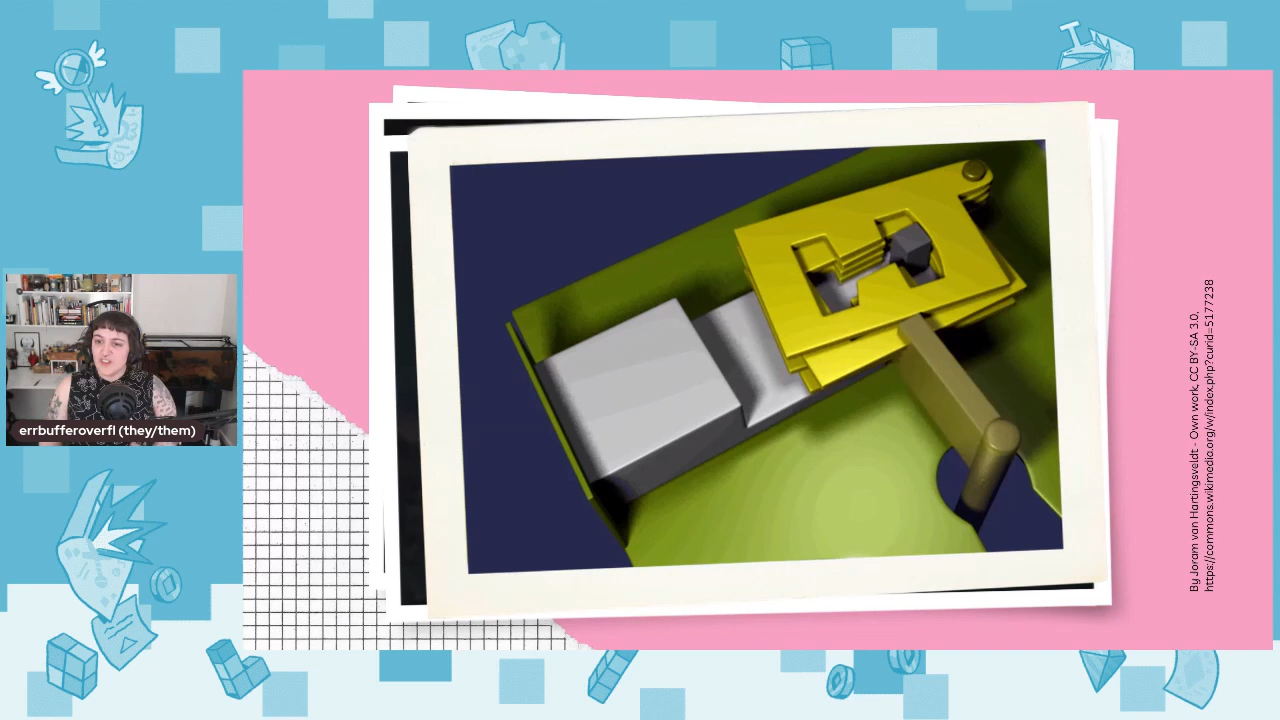 errbufferoverfl (they/them)
By Joram van Hartingsveldt - Own work, CC BY-SA 3.0,
https://commons.wikimedia.org/w/index.php?curid=5177238